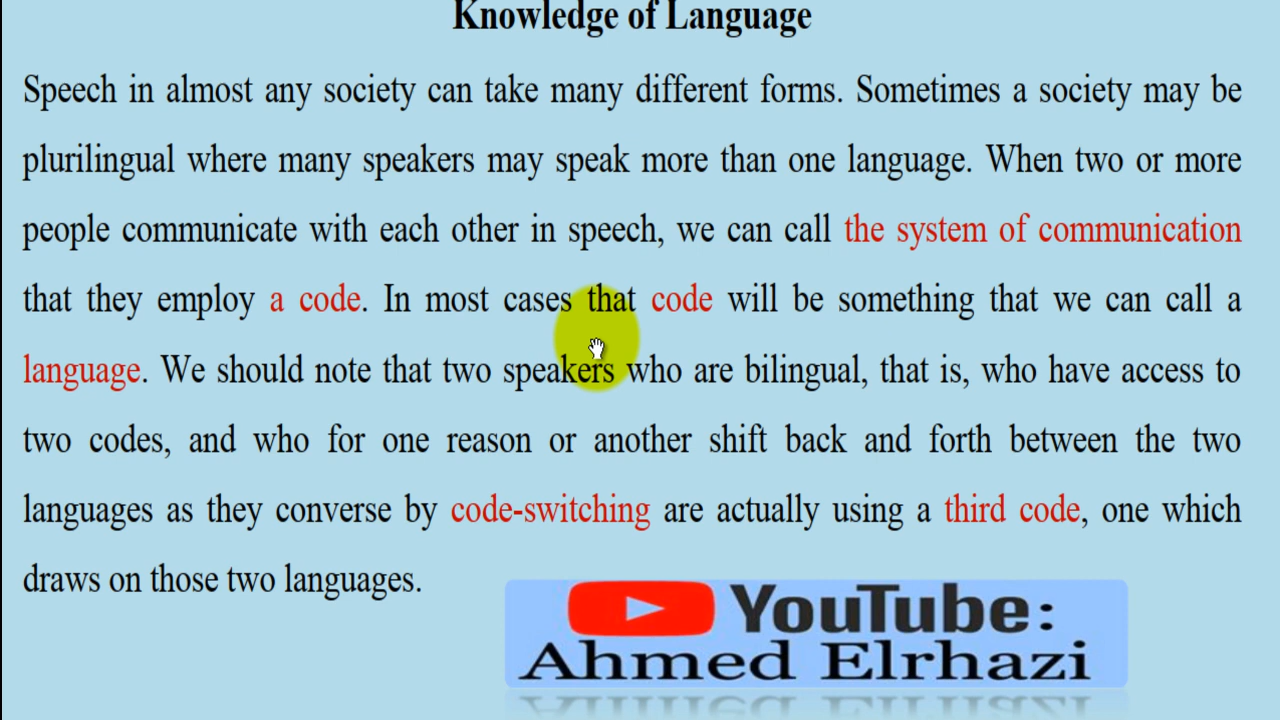 Knowledge of Language
Speech in almost any society can take many different forms. Sometimes a society may be
plurilingual where many speakers may speak more than one language. When two or more
people communicate with each other in speech, we can call the system of communication
that they employ a code. In most cases that code will be something that we can call a
language. We should note that two speakers who are bilingual, that is, who have access to
two codes, and who for one reason or another shift back and forth between the two
languages as they converse by code-switching are actually using a third code, one which
draws on those two languages.
YouTube:
Ahmed Elrhazi